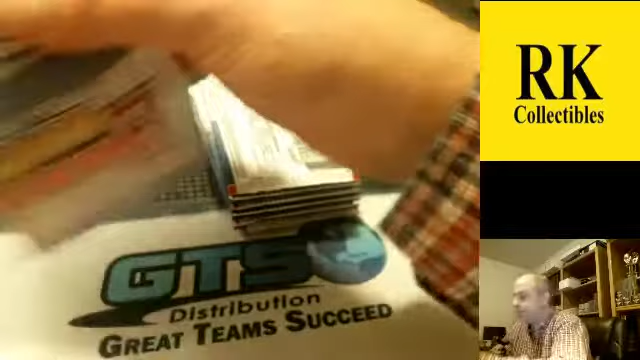 RK
Collectibles
GTS
Distribution
GREAT TEAMS SUCCEED